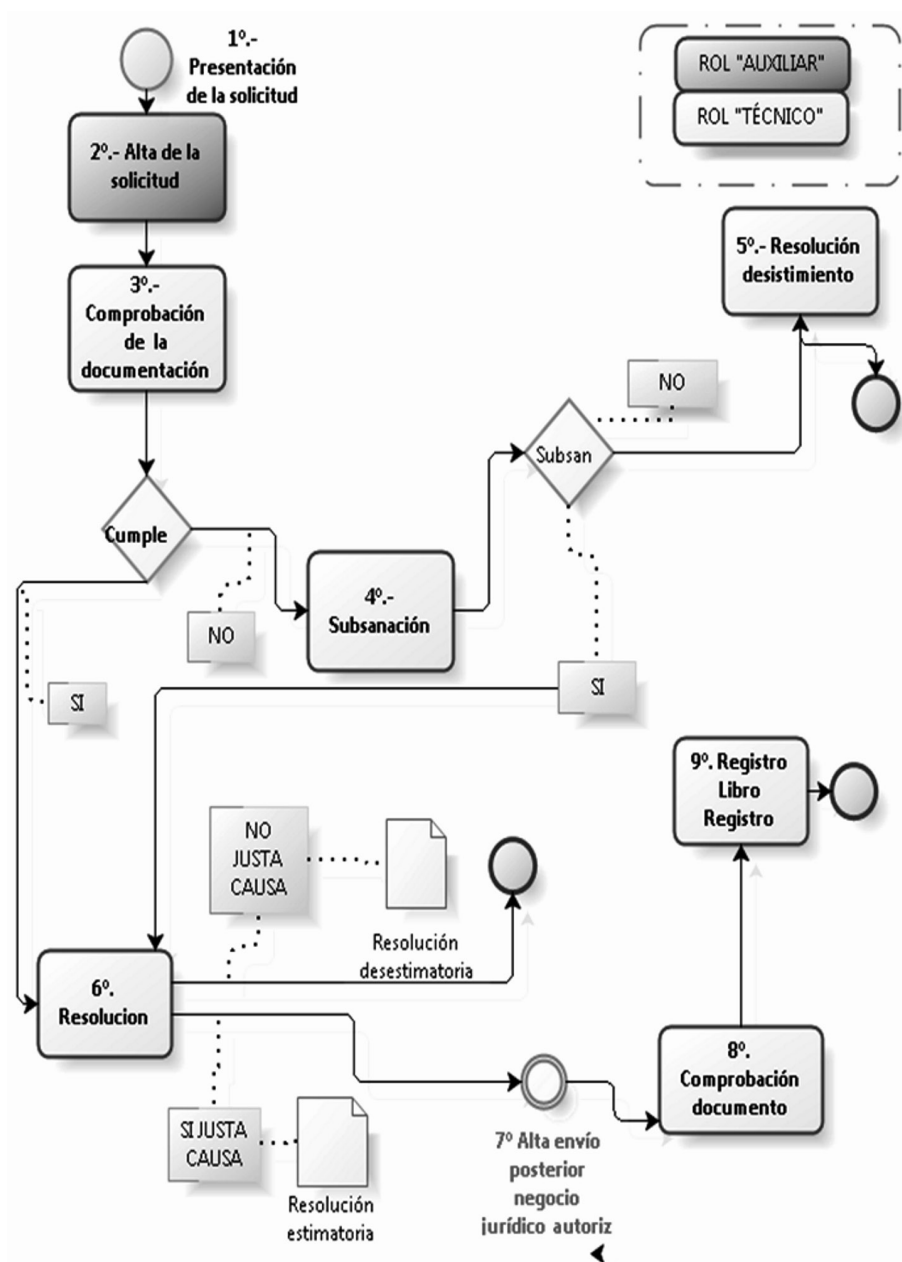 1º.-
Presentación
de la solicitud
ROL "AUXILIAR"
ROL "TÉCNICO"
2º.- Alta de la
solicitud
3º.-
Comprobación
de la
documentación
5º.- Resolución
desistimiento
NO
Subsan
Cumple
4º.-
Subsanación
NO
SI
SI
9º. Registro
Libro
Registro
NO
JUSTA
CAUSA
Resolución
desestimatoria
6º.
Resolucion
8º.
Comprobación
documento
SI JUSTA
CAUSA
Resolución
estimatoria
7º Alta envío
posterior
negocio
jurídico autoriz